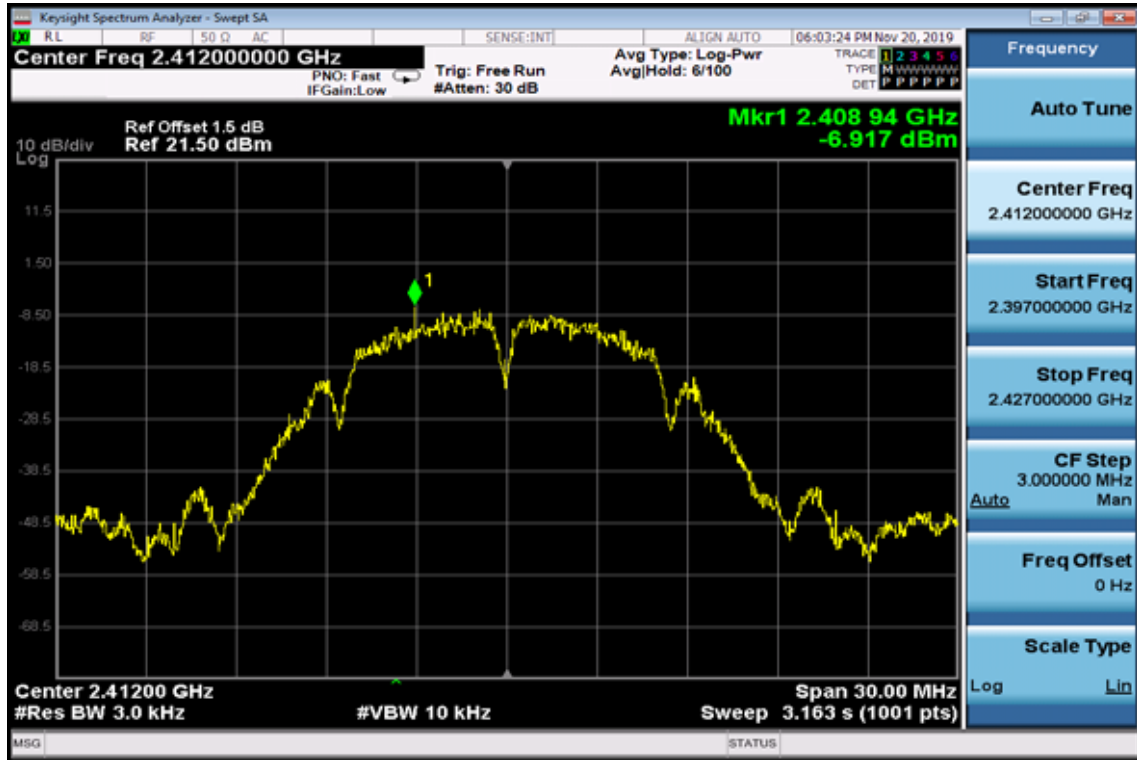 Keysight Spectrum Analyzer - Swept SA
RL RF 50 Ω AC SENSE:INT ALIGN AUTO 06:03:24 PM Nov 20, 2019
Center Freq 2.412000000 GHz
PNO: Fast
IFGain:Low
Trig: Free Run
#Atten: 30 dB
Avg Type: Log-Pwr
Avg|Hold: 6/100
TRACE 1 2 3 4 5 6
TYPE M WWWWW
DET P P P P P P
Mkr1 2.408 94 GHz
-6.917 dBm
Ref Offset 1.5 dB
10 dB/div Ref 21.50 dBm
Log
1
11.5
1.50
-8.50
-18.5
-28.5
-38.5
-48.5
-58.5
-68.5
Center 2.41200 GHz Span 30.00 MHz
#Res BW 3.0 kHz #VBW 10 kHz Sweep 3.163 s (1001 pts)
MSG STATUS
Frequency
Auto Tune
Center Freq
2.412000000 GHz
Start Freq
2.397000000 GHz
Stop Freq
2.427000000 GHz
CF Step
3.000000 MHz
Auto Man
Freq Offset
0 Hz
Scale Type
Log Lin